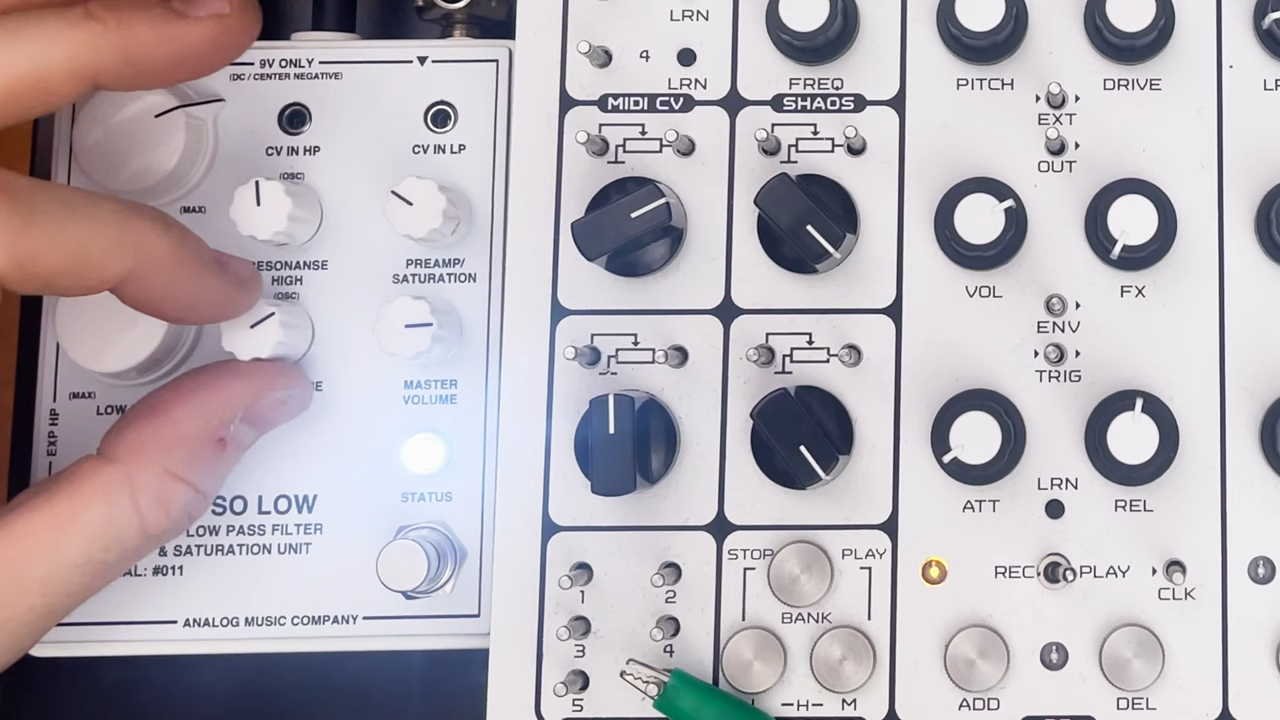 9V ONLY
(DC / CENTER NEGATIVE)
CV IN HP
CV IN LP
(OSC)
(MAX)
HIGH
PREAMP/
SATURATION
(OSC)
(MAX)
MASTER
VOLUME
EXP HP
STATUS
SO LOW
LOW PASS FILTER
& SATURATION UNIT
#011
ANALOG MUSIC COMPANY
LRN
4
LRN
MIDI CV
FREQ
SHAOS
1
2
3
4
5
STOP
PLAY
BANK
H
M
PITCH
DRIVE
EXT
OUT
VOL
FX
ENV
TRIG
ATT
REL
LRN
REC
PLAY
CLK
ADD
DEL